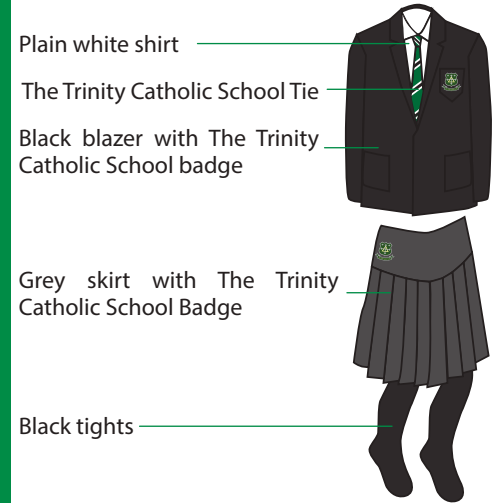 Plain white shirt
The Trinity Catholic School Tie
Black blazer with The Trinity
Catholic School badge
Grey skirt with The Trinity
Catholic School Badge
Black tights